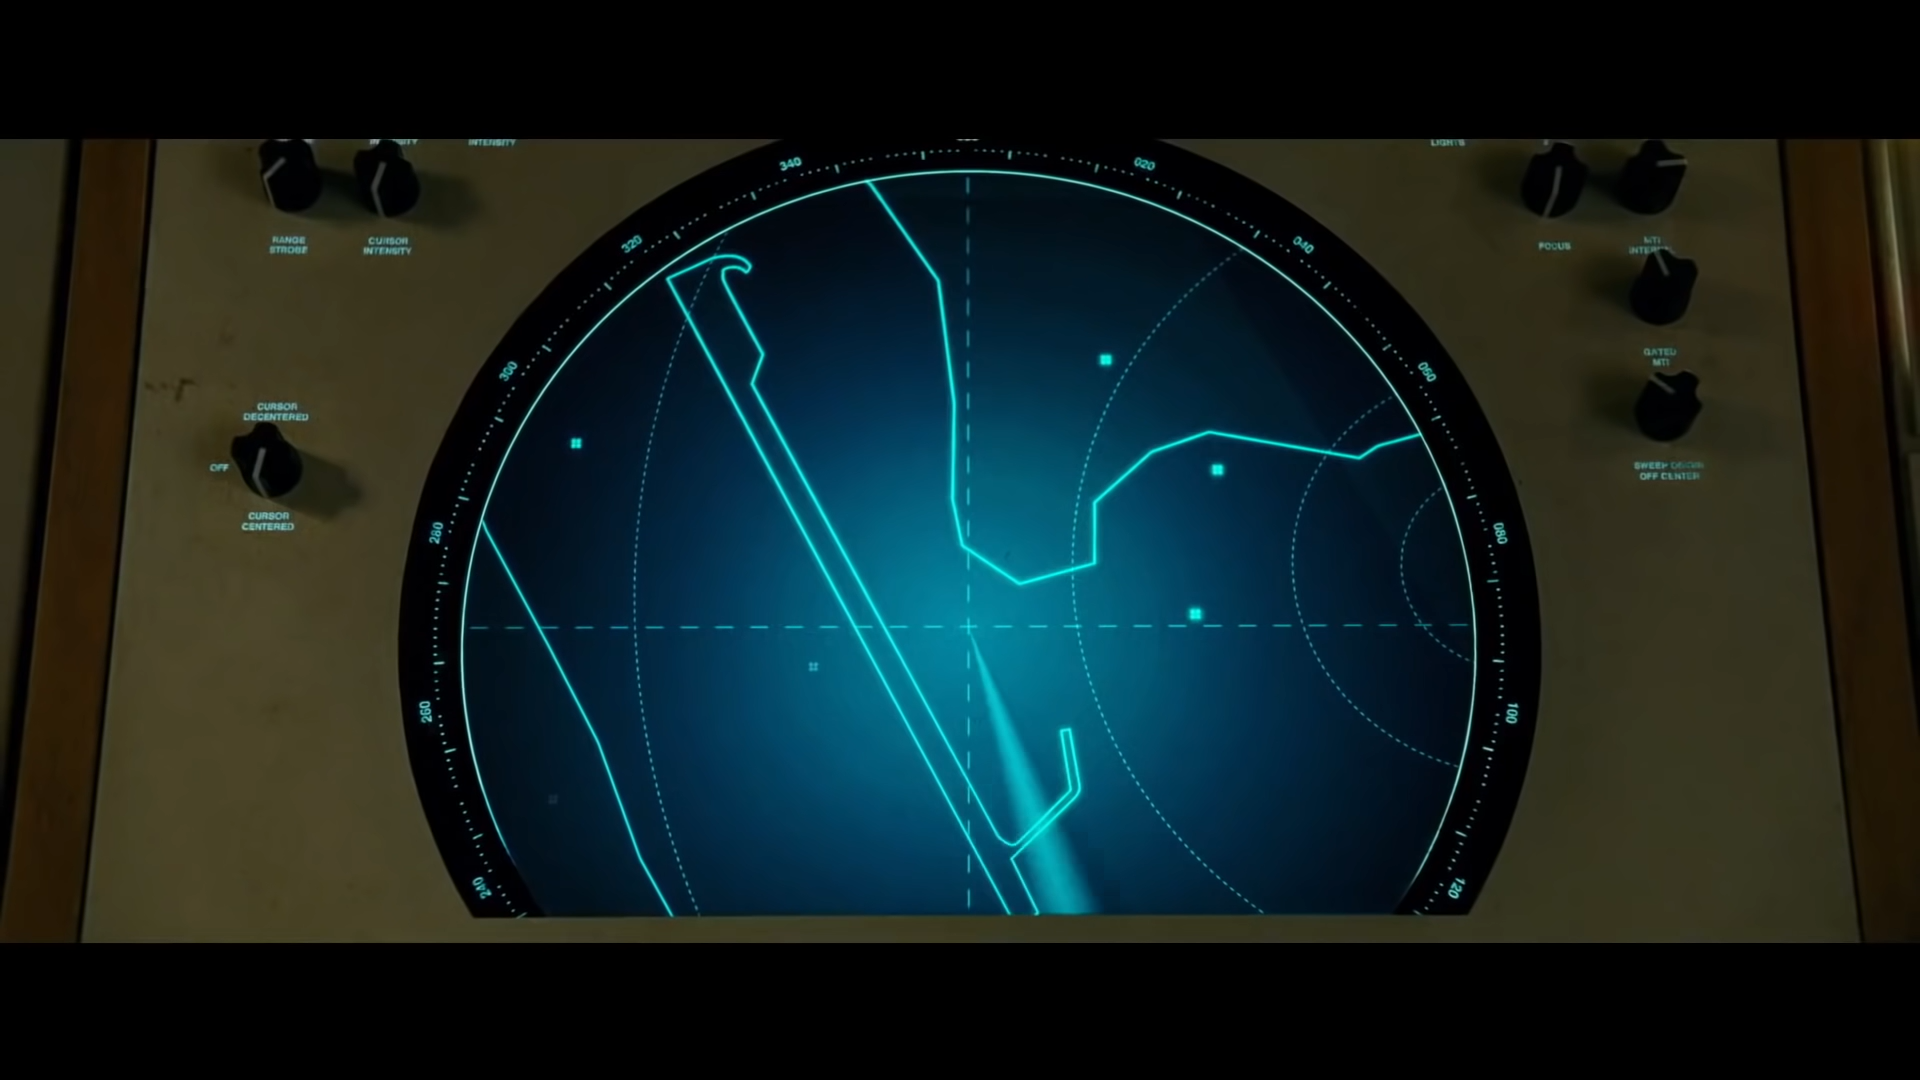 INTENSITY
LIGHTS
340
020
RANGE
STROBE
CURSOR
INTENSITY
320
040
FOCUS
MTI
300
060
GATED
MTI
CURSOR
DECENTERED
OFF
CURSOR
CENTERED
OFF CENTER
280
080
260
100
240
120